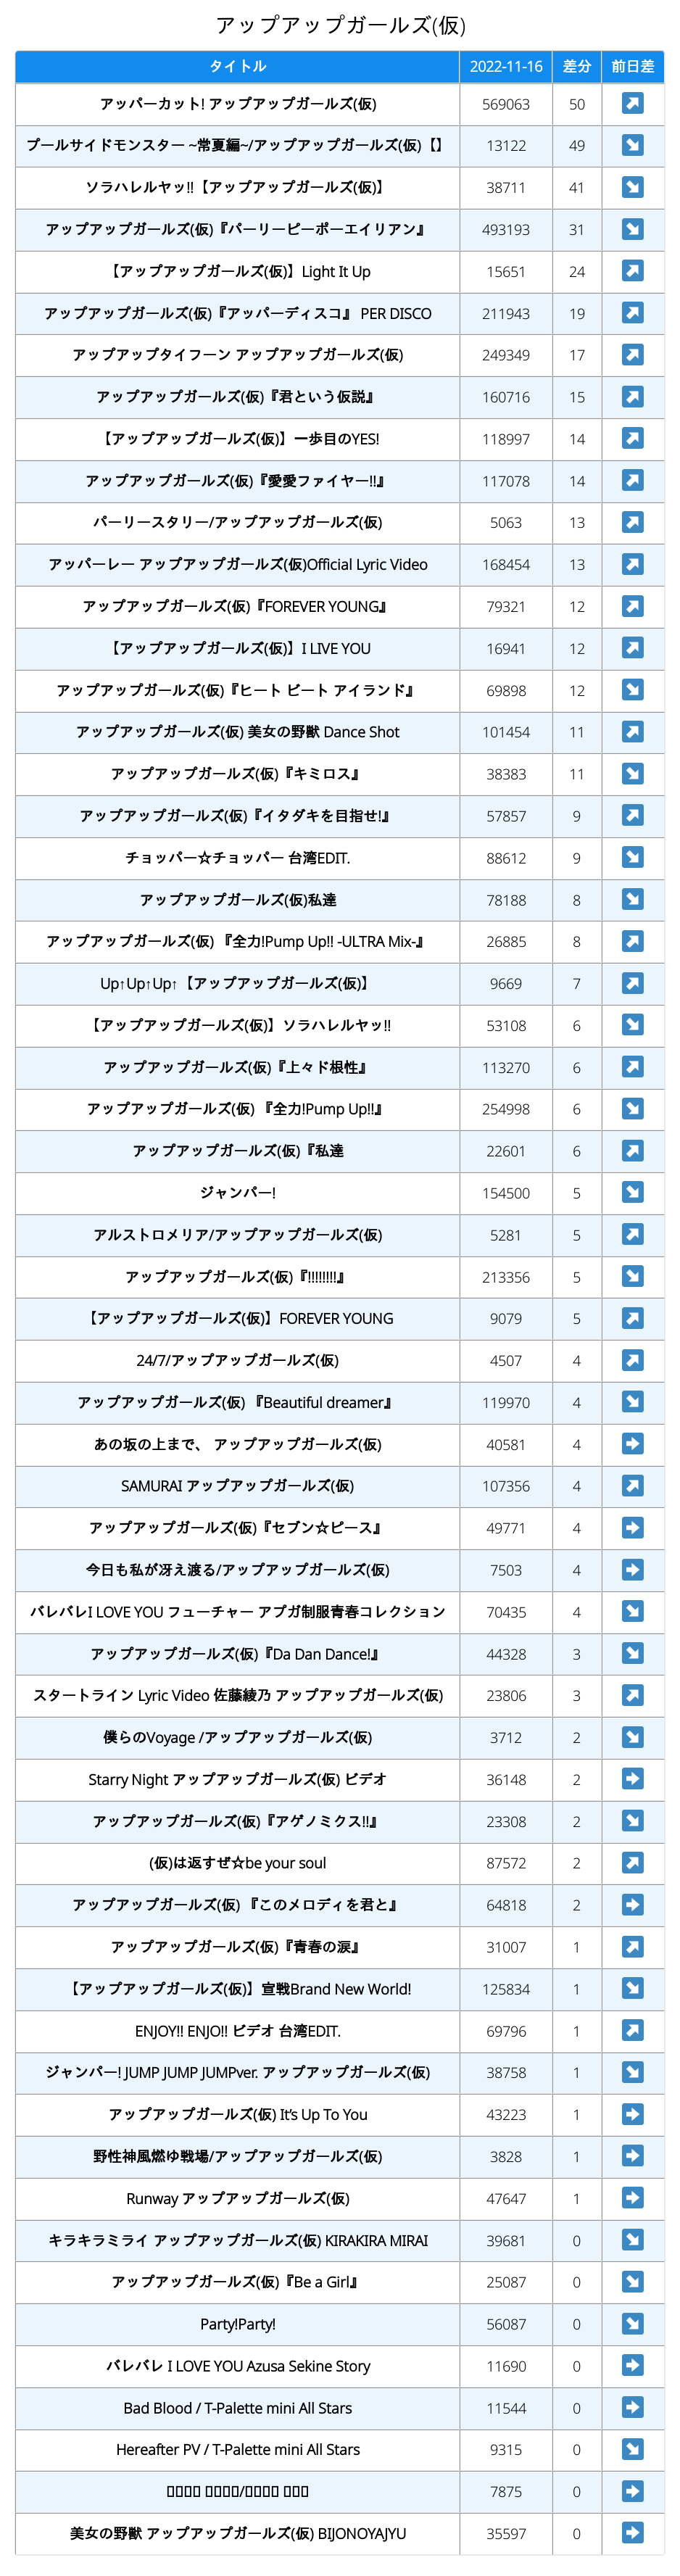 アップアップガールズ(仮)
タイトル 2022-11-16 差分 前日差
アッパーカット! アップアップガールズ(仮) 569063 50
プールサイドモンスター ~常夏編~/アップアップガールズ(仮)【】 13122 49
ソラハレルヤッ!!【アップアップガールズ(仮)】 38711 41
アップアップガールズ(仮)『パーリーピーポーエイリアン』 493193 31
【アップアップガールズ(仮)】Light It Up 15651 24
アップアップガールズ(仮)『アッパーディスコ』 PER DISCO 211943 19
アップアップタイフーン アップアップガールズ(仮) 249349 17
アップアップガールズ(仮)『君という仮説』 160716 15
【アップアップガールズ(仮)】一歩目のYES! 118997 14
アップアップガールズ(仮)『愛愛ファイヤー!!』 117078 14
パーリースタリー/アップアップガールズ(仮) 5063 13
アッパーレー アップアップガールズ(仮)Official Lyric Video 168454 13
アップアップガールズ(仮)『FOREVER YOUNG』 79321 12
【アップアップガールズ(仮)】I LIVE YOU 16941 12
アップアップガールズ(仮)『ヒート ビート アイランド』 69898 12
アップアップガールズ(仮) 美女の野獣 Dance Shot 101454 11
アップアップガールズ(仮)『キミロス』 38383 11
アップアップガールズ(仮)『イタダキを目指せ!』 57857 9
チョッパー☆チョッパー 台湾EDIT. 88612 9
アップアップガールズ(仮)私達 78188 8
アップアップガールズ(仮) 『全力!Pump Up!! -ULTRA Mix-』 26885 8
Up↑Up↑Up↑【アップアップガールズ(仮)】 9669 7
【アップアップガールズ(仮)】ソラハレルヤッ!! 53108 6
アップアップガールズ(仮)『上々ド根性』 113270 6
アップアップガールズ(仮) 『全力!Pump Up!!』 254998 6
アップアップガールズ(仮)『私達 22601 6
ジャンパー! 154500 5
アルストロメリア/アップアップガールズ(仮) 5281 5
アップアップガールズ(仮)『!!!!!!!!』 213356 5
【アップアップガールズ(仮)】FOREVER YOUNG 9079 5
24/7/アップアップガールズ(仮) 4507 4
アップアップガールズ(仮) 『Beautiful dreamer』 119970 4
あの坂の上まで、 アップアップガールズ(仮) 40581 4
SAMURAI アップアップガールズ(仮) 107356 4
アップアップガールズ(仮)『セブン☆ピース』 49771 4
今日も私が冴え渡る/アップアップガールズ(仮) 7503 4
バレバレI LOVE YOU フューチャー アプガ制服青春コレクション 70435 4
アップアップガールズ(仮)『Da Dan Dance!』 44328 3
スタートライン Lyric Video 佐藤綾乃 アップアップガールズ(仮) 23806 3
僕らのVoyage /アップアップガールズ(仮) 3712 2
Starry Night アップアップガールズ(仮) ビデオ 36148 2
アップアップガールズ(仮)『アゲノミクス!!』 23308 2
(仮)は返すぜ☆be your soul 87572 2
アップアップガールズ(仮) 『このメロディを君と』 64818 2
アップアップガールズ(仮)『青春の涙』 31007 1
【アップアップガールズ(仮)】宣戦Brand New World! 125834 1
ENJOY!! ENJO!! ビデオ 台湾EDIT. 69796 1
ジャンパー! JUMP JUMP JUMPver. アップアップガールズ(仮) 38758 1
アップアップガールズ(仮) It’s Up To You 43223 1
野性神風燃ゆ戦場/アップアップガールズ(仮) 3828 1
Runway アップアップガールズ(仮) 47647 1
キラキラミライ アップアップガールズ(仮) KIRAKIRA MIRAI 39681 0
アップアップガールズ(仮)『Be a Girl』 25087 0
Party!Party! 56087 0
バレバレ I LOVE YOU Azusa Sekine Story 11690 0
Bad Blood / T-Palette mini All Stars 11544 0
Hereafter PV / T-Palette mini All Stars 9315 0
7875 0
美女の野獣 アップアップガールズ(仮) BIJONOYAJYU 35597 0